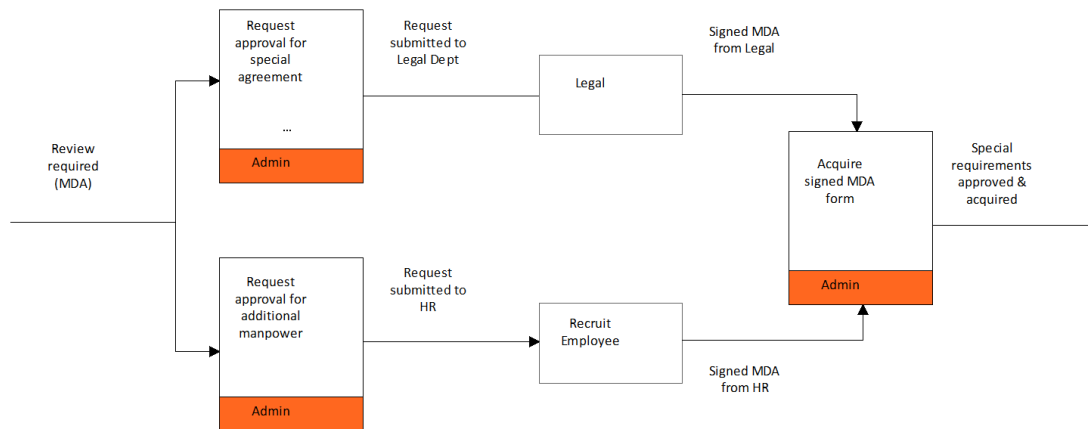 Request
approval for
special
agreement
...
Admin
Request
submitted to
Legal Dept
Legal
Signed MDA
from Legal
Review
required
(MDA)
Acquire
signed MDA
form
Admin
Special
requirements
approved &
acquired
Request
approval for
additional
manpower
Admin
Request
submitted to
HR
Recruit
Employee
Signed MDA
from HR